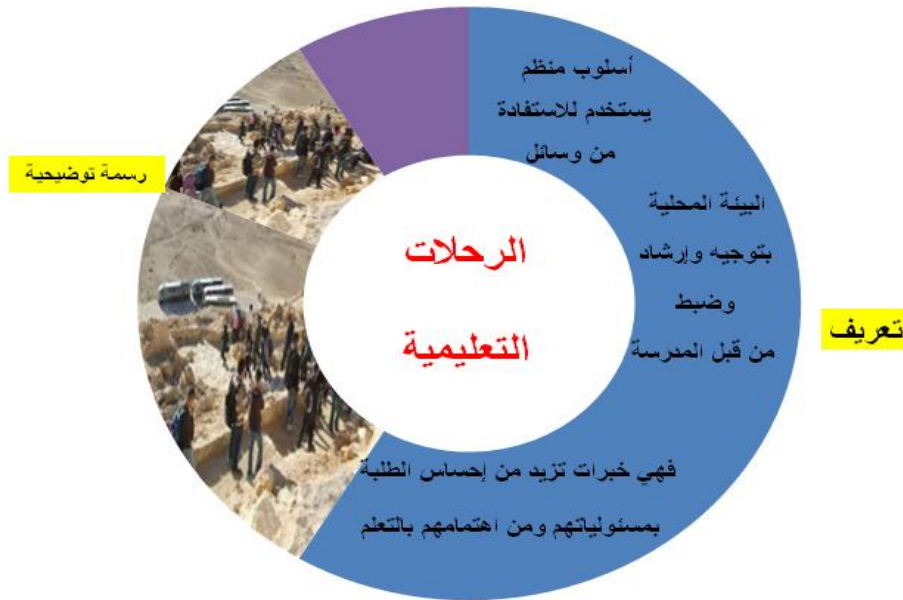 أسلوب منظم
يستخدم للاستفادة
من وسائل
البيئة المحلية
بتوجيه وإرشاد
وضبط
من قبل المدرسة
فهي خبرات تزيد من إحساس الطلبة
بمسئولياتهم ومن اهتمامهم بالتعلم
تعريف
الرحلات
التعليمية
رسمة توضيحية